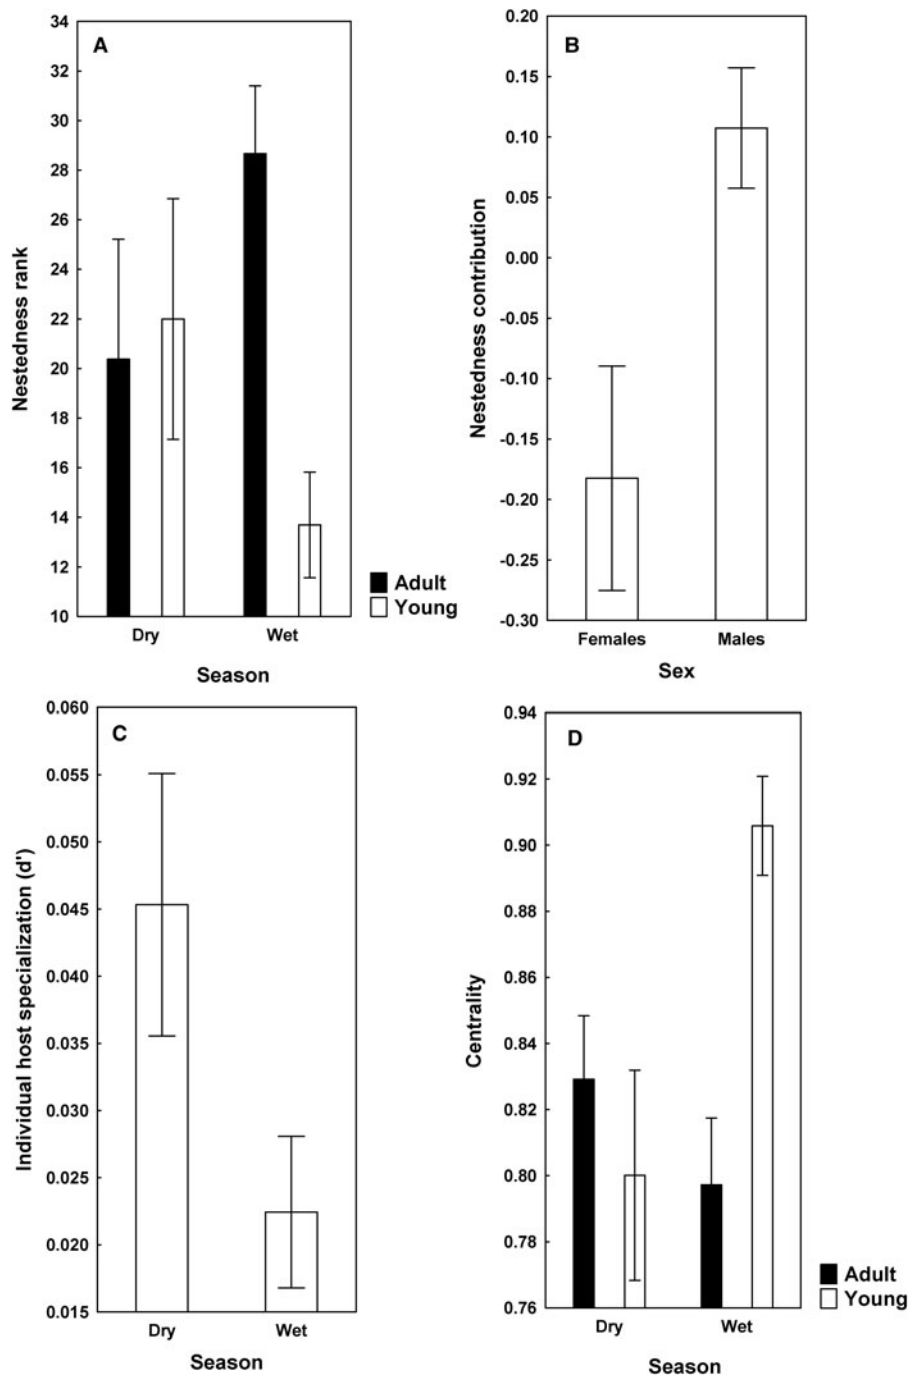 A
Nestedness rank
34
32
30
28
26
24
22
20
18
16
14
12
10
Dry Wet
Season
Adult
Young
B
Nestedness contribution
0.20
0.15
0.10
0.05
0.00
-0.05
-0.10
-0.15
-0.20
-0.25
-0.30
Females Males
Sex
C
Individual host specialization (d')
0.060
0.055
0.050
0.045
0.040
0.035
0.030
0.025
0.020
0.015
Dry Wet
Season
D
Centrality
0.94
0.92
0.90
0.88
0.86
0.84
0.82
0.80
0.78
0.76
Dry Wet
Season
Adult
Young